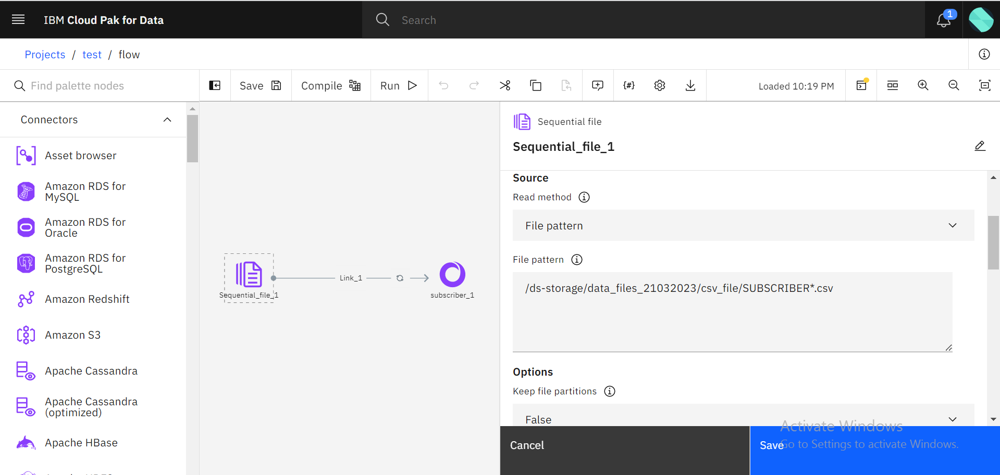 IBM Cloud Pak for Data
Search
1
Projects / test / flow
Find palette nodes
Save
Compile
Run
{#}
Loaded 10:19 PM
Connectors
Asset browser
Amazon RDS for
MySQL
Amazon RDS for
Oracle
Amazon RDS for
PostgreSQL
Amazon Redshift
Amazon S3
Apache Cassandra
Apache Cassandra
(optimized)
Apache HBase
Sequential_file_1
Link_1
subscriber_1
Sequential file
Sequential_file_1
Source
Read method
File pattern
File pattern
/ds-storage/data_files_21032023/csv_file/SUBSCRIBER*.csv
Options
Keep file partitions
False
Cancel
Save
Activate Windows
Go to Settings to activate Windows.